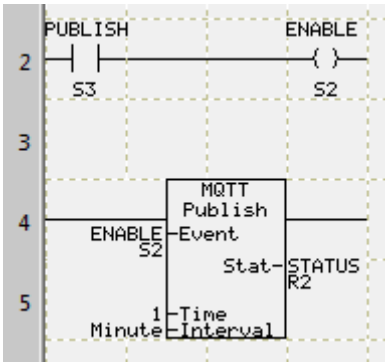 PUBLISH ENABLE
2
S3 S2
3
MQTT
Publish
4
ENABLE Event
S2
Stat STATUS
R2
5
1 Time
Minute Interval